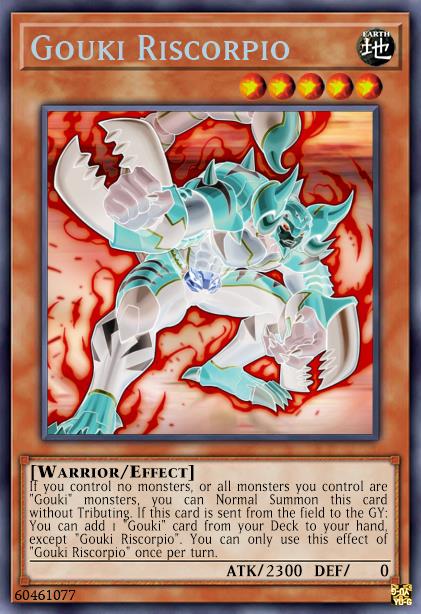 Gouki Riscorpio
EARTH
地
[Warrior/Effect]
If you control no monsters, or all monsters you control are
"Gouki" monsters, you can Normal Summon this card
without Tributing. If this card is sent from the field to the GY:
You can add 1 "Gouki" card from your Deck to your hand,
except "Gouki Riscorpio". You can only use this effect of
"Gouki Riscorpio" once per turn.
ATK/2300 DEF/ 0
60461077